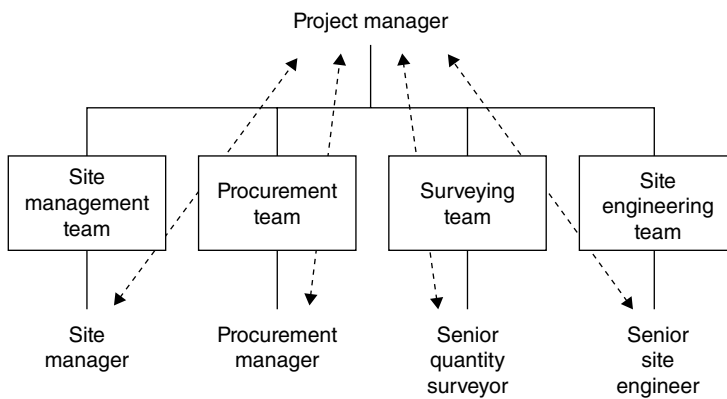 Project manager
Site
management
team
Procurement
team
Surveying
team
Site
engineering
team
Site
manager
Procurement
manager
Senior
quantity
surveyor
Senior
site
engineer